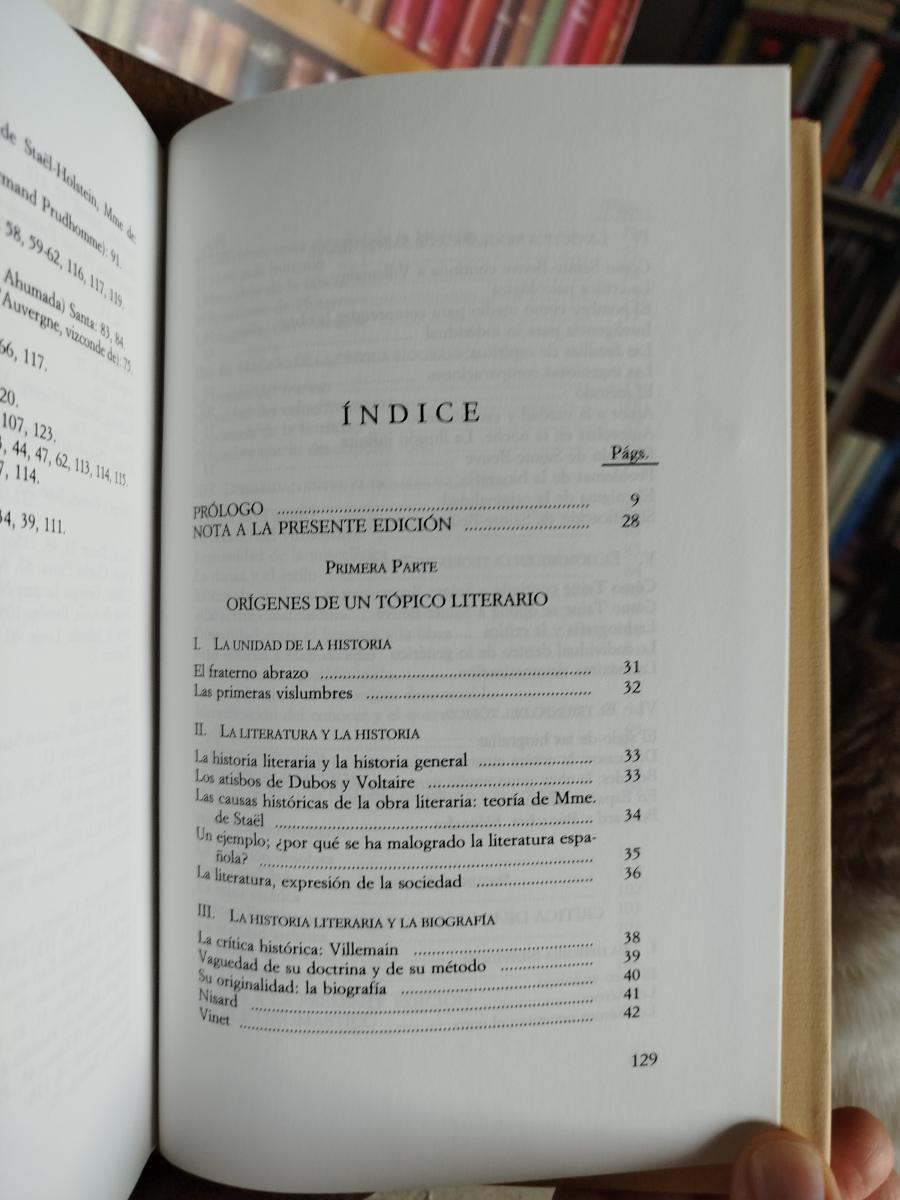 de Staël-Holstein, Mme de
Prudhomme): 91.
58, 59-62, 116, 117, 119.
Ahumada) Santa: 83, 84.
Auvergne, vizconde de): 75.
66, 117.
20.
107, 123.
44, 47, 62, 113, 114, 115.
7, 114.
34, 39, 111.
ÍNDICE
Págs.
PRÓLOGO 9
NOTA A LA PRESENTE EDICIÓN 28
PRIMERA PARTE
ORÍGENES DE UN TÓPICO LITERARIO
I. LA UNIDAD DE LA HISTORIA
El fraterno abrazo 31
Las primeras vislumbres 32
II. LA LITERATURA Y LA HISTORIA
La historia literaria y la historia general 33
Los atisbos de Dubos y Voltaire 33
Las causas históricas de la obra literaria: teoría de Mme.
de Staël 34
Un ejemplo; ¿por qué se ha malogrado la literatura espa-
ñola? 35
La literatura, expresión de la sociedad 36
III. LA HISTORIA LITERARIA Y LA BIOGRAFÍA
La crítica histórica: Villemain 38
Vaguedad de su doctrina y de su método 39
Su originalidad: la biografía 40
Nisard 41
Vinet 42
129